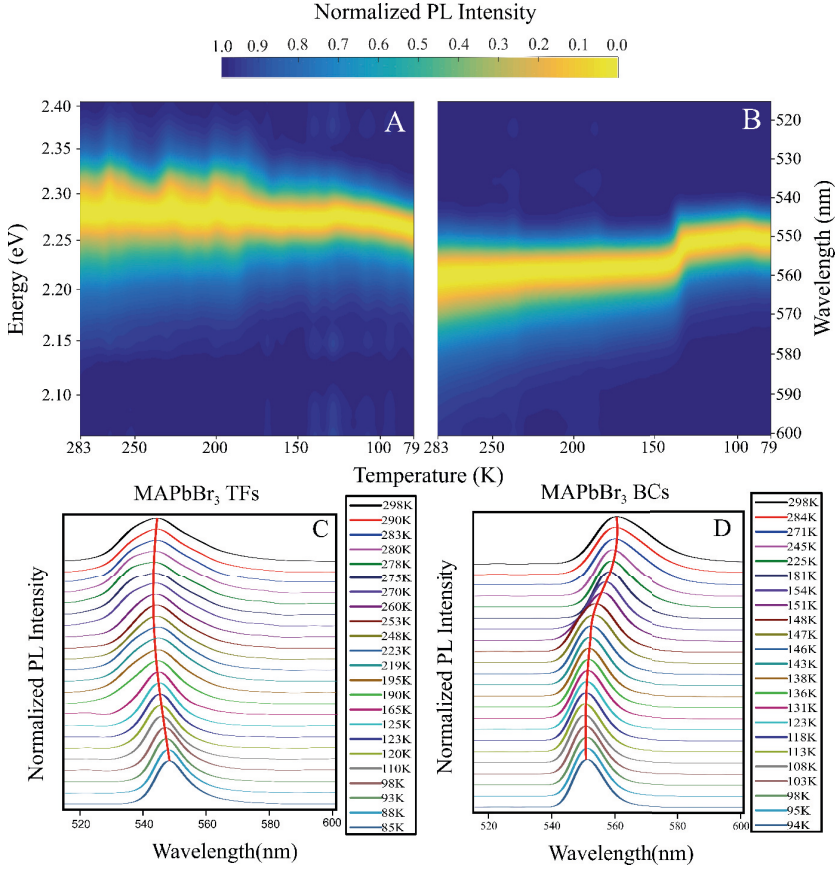 Normalized PL Intensity
1.0 0.9 0.8 0.7 0.6 0.5 0.4 0.3 0.2 0.1 0.0
A
B
Energy (eV)
2.40
2.35
2.30
2.25
2.20
2.15
2.10
520
530
540
550
560
570
580
590
600
Wavelength (nm)
283 250 200 150 100 79
283 200 150 100 79
Temperature (K)
MAPbBr3 TFs
C
Normalized PL Intensity
520 540 560 580 600
Wavelength(nm)
298K
290K
283K
280K
278K
275K
270K
260K
253K
248K
223K
219K
195K
190K
165K
125K
123K
120K
110K
98K
93K
88K
85K
MAPbBr3 BCs
D
Normalized PL Intensity
520 540 560 580 600
Wavelength(nm)
298K
284K
271K
245K
225K
181K
154K
151K
148K
147K
146K
143K
138K
136K
131K
123K
118K
113K
108K
103K
98K
95K
94K